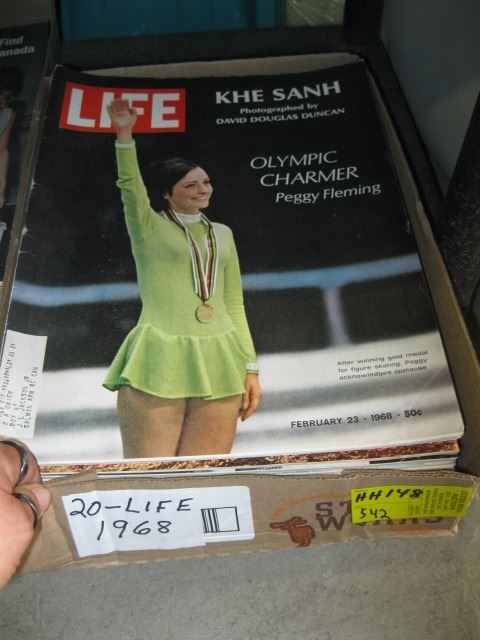 Find
anada
LIFE
KHE SANH
Photographed by
DAVID DOUGLAS DUNCAN
OLYMPIC
CHARMER
Peggy Fleming
After winning gold medal
for figure skating, Peggy
acknowledges applause
FEBRUARY 23 · 1968 · 50¢
20-LIFE
1968
HH148
542